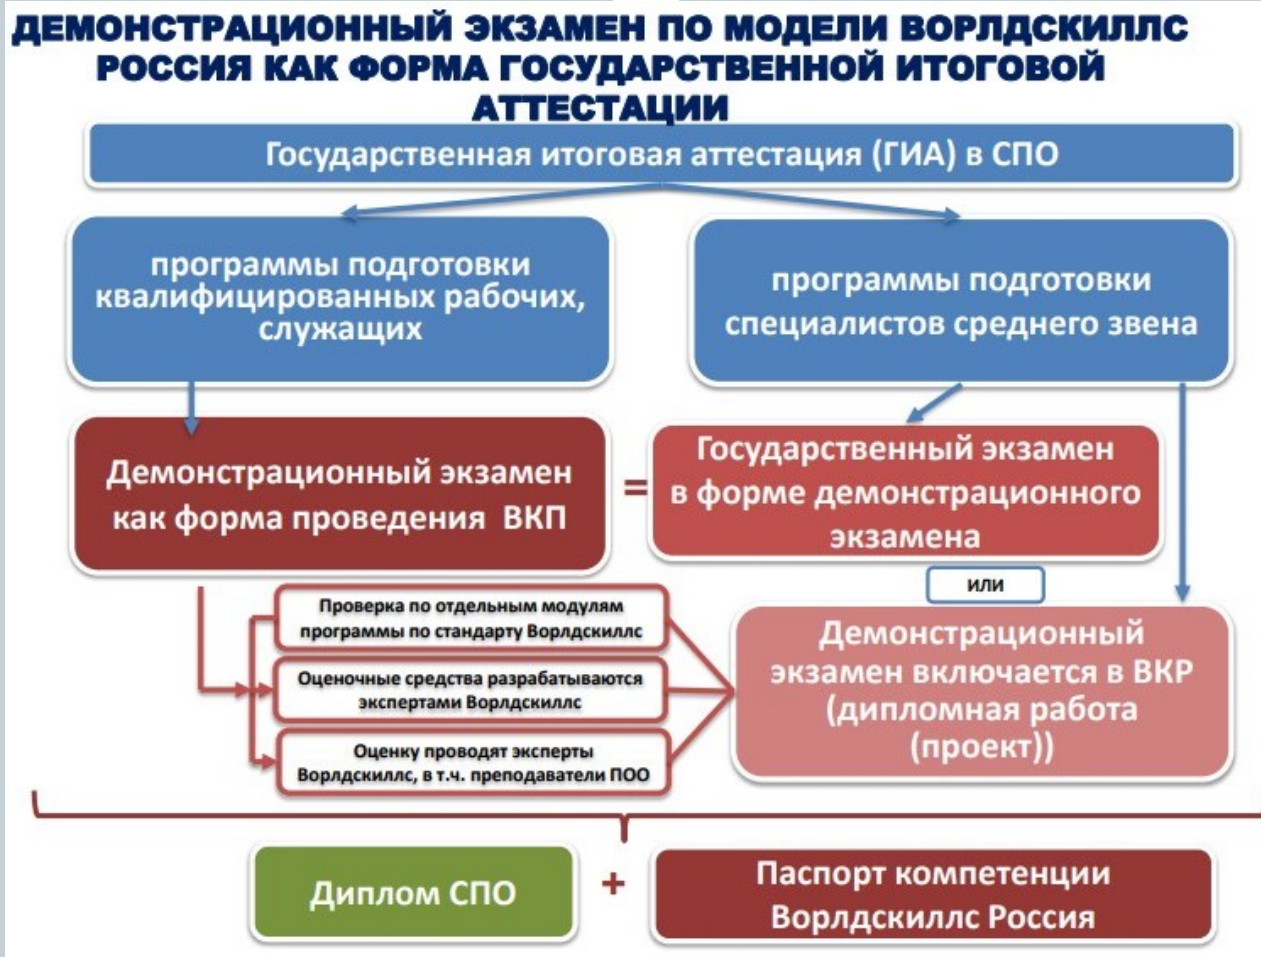 ДЕМОНСТРАЦИОННЫЙ ЭКЗАМЕН ПО МОДЕЛИ ВОРЛДСКИЛЛС
РОССИЯ КАК ФОРМА ГОСУДАРСТВЕННОЙ ИТОГОВОЙ
АТТЕСТАЦИИ
Государственная итоговая аттестация (ГИА) в СПО
программы подготовки
квалифицированных рабочих,
служащих
программы подготовки
специалистов среднего звена
Демонстрационный экзамен
как форма проведения ВКП
=
Государственный экзамен
в форме демонстрационного
экзамена
или
Проверка по отдельным модулям
программы по стандарту Ворлдскиллс
Оценочные средства разрабатываются
экспертами Ворлдскиллс
Оценку проводят эксперты
Ворлдскиллс, в т.ч. преподаватели ПОО
Демонстрационный
экзамен включается в ВКР
(дипломная работа
(проект))
Диплом СПО
+
Паспорт компетенции
Ворлдскиллс Россия